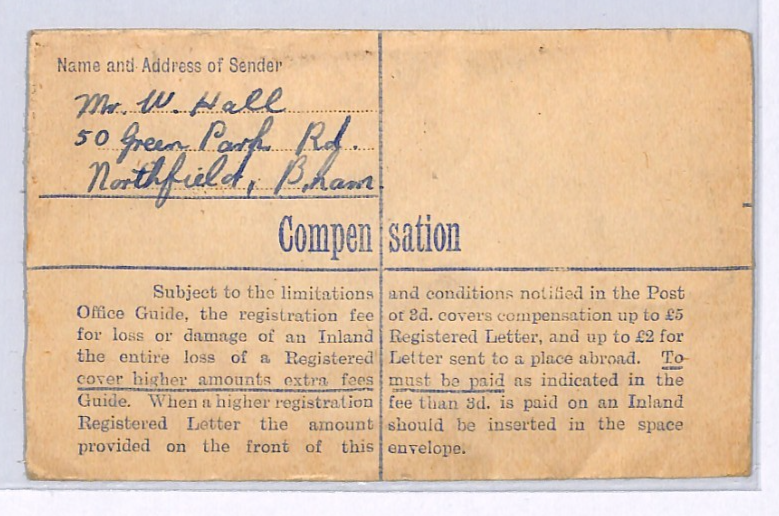 Name and Address of Sender
Mr. W. Hall
50 Green Park Rd.
Northfield, B,ham.
Compensation
Subject to the limitations and conditions notified in the Post
Office Guide, the registration fee of 3d. covers compensation up to £5
for loss or damage of an Inland Registered Letter, and up to £2 for
the entire loss of a Registered Letter sent to a place abroad. To
cover higher amounts extra fees must be paid as indicated in the
Guide. When a higher registration fee than 3d. is paid on an Inland
Registered Letter the amount should be inserted in the space
provided on the front of this envelope.